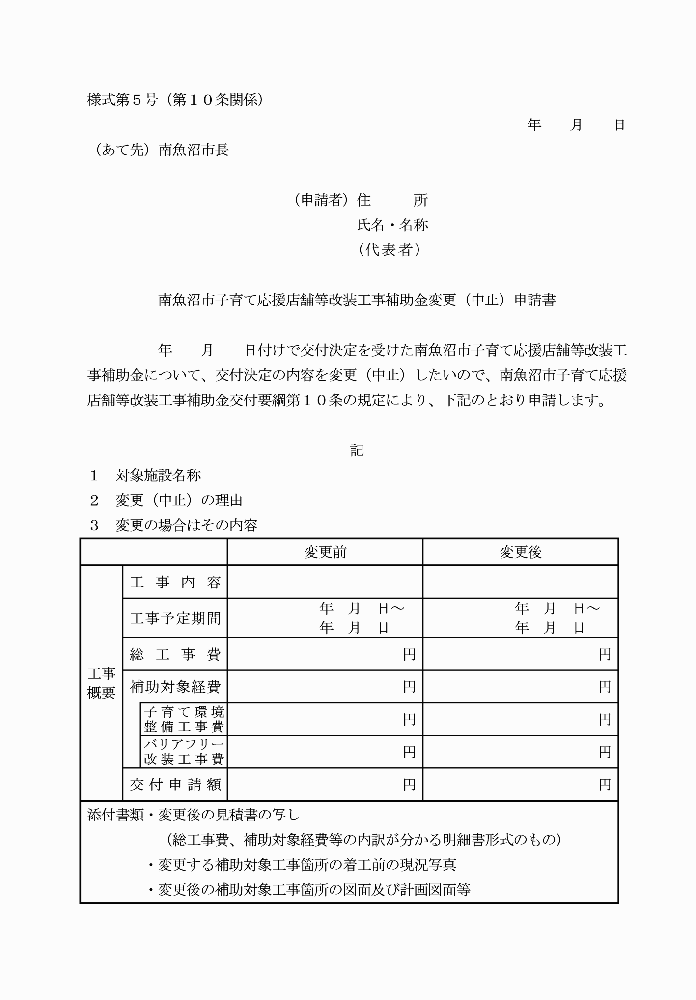 様式第５号（第１０条関係）
年　　月　　日
（あて先）南魚沼市長
（申請者）住　　　所
氏名・名称
（代表者）
南魚沼市子育て応援店舗等改装工事補助金変更（中止）申請書
年　　月　　日付けで交付決定を受けた南魚沼市子育て応援店舗等改装工
事補助金について、交付決定の内容を変更（中止）したいので、南魚沼市子育て応援
店舗等改装工事補助金交付要綱第１０条の規定により、下記のとおり申請します。
記
１　対象施設名称
２　変更（中止）の理由
３　変更の場合はその内容
変更前　変更後
工事
概要
工事内容
工事予定期間
年　月　日～
年　月　日
年　月　日～
年　月　日
総工事費　円　円
補助対象経費　円　円
子育て環境
整備工事費　円　円
バリアフリー
改装工事費　円　円
交付申請額　円　円
添付書類・変更後の見積書の写し
（総工事費、補助対象経費等の内訳が分かる明細書形式のもの）
・変更する補助対象工事箇所の着工前の現況写真
・変更後の補助対象工事箇所の図面及び計画図面等